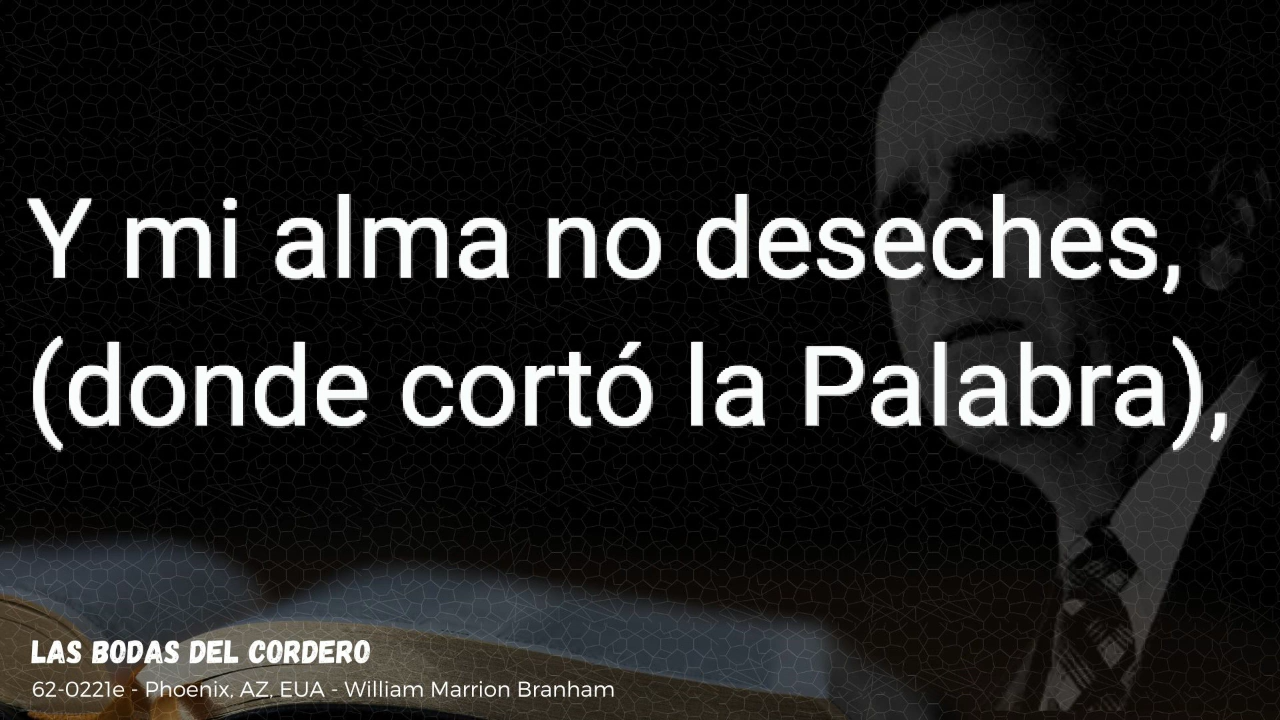 Y mi alma no deseches,
(donde cortó la Palabra),
LAS BODAS DEL CORDERO
62-0221e - Phoenix, AZ, EUA - William Marrion Branham